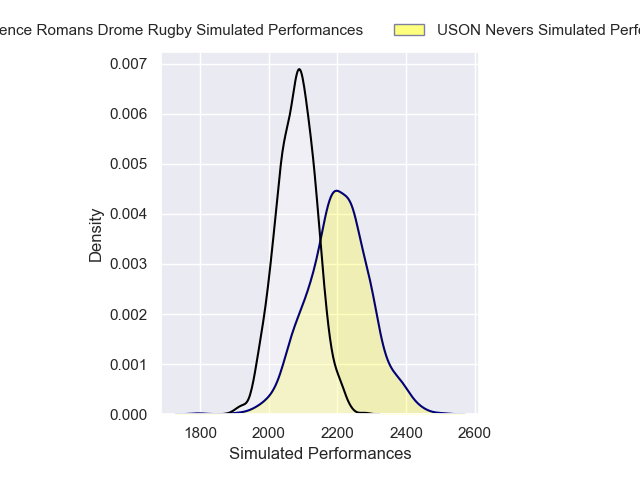 ence Romans Drome Rugby Simulated Performances
USON Nevers Simulated Perfo
0.007
0.006
0.005
0.004
0.003
0.002
0.001
0.000
Density
1800 2000 2200 2400 2600
Simulated Performances